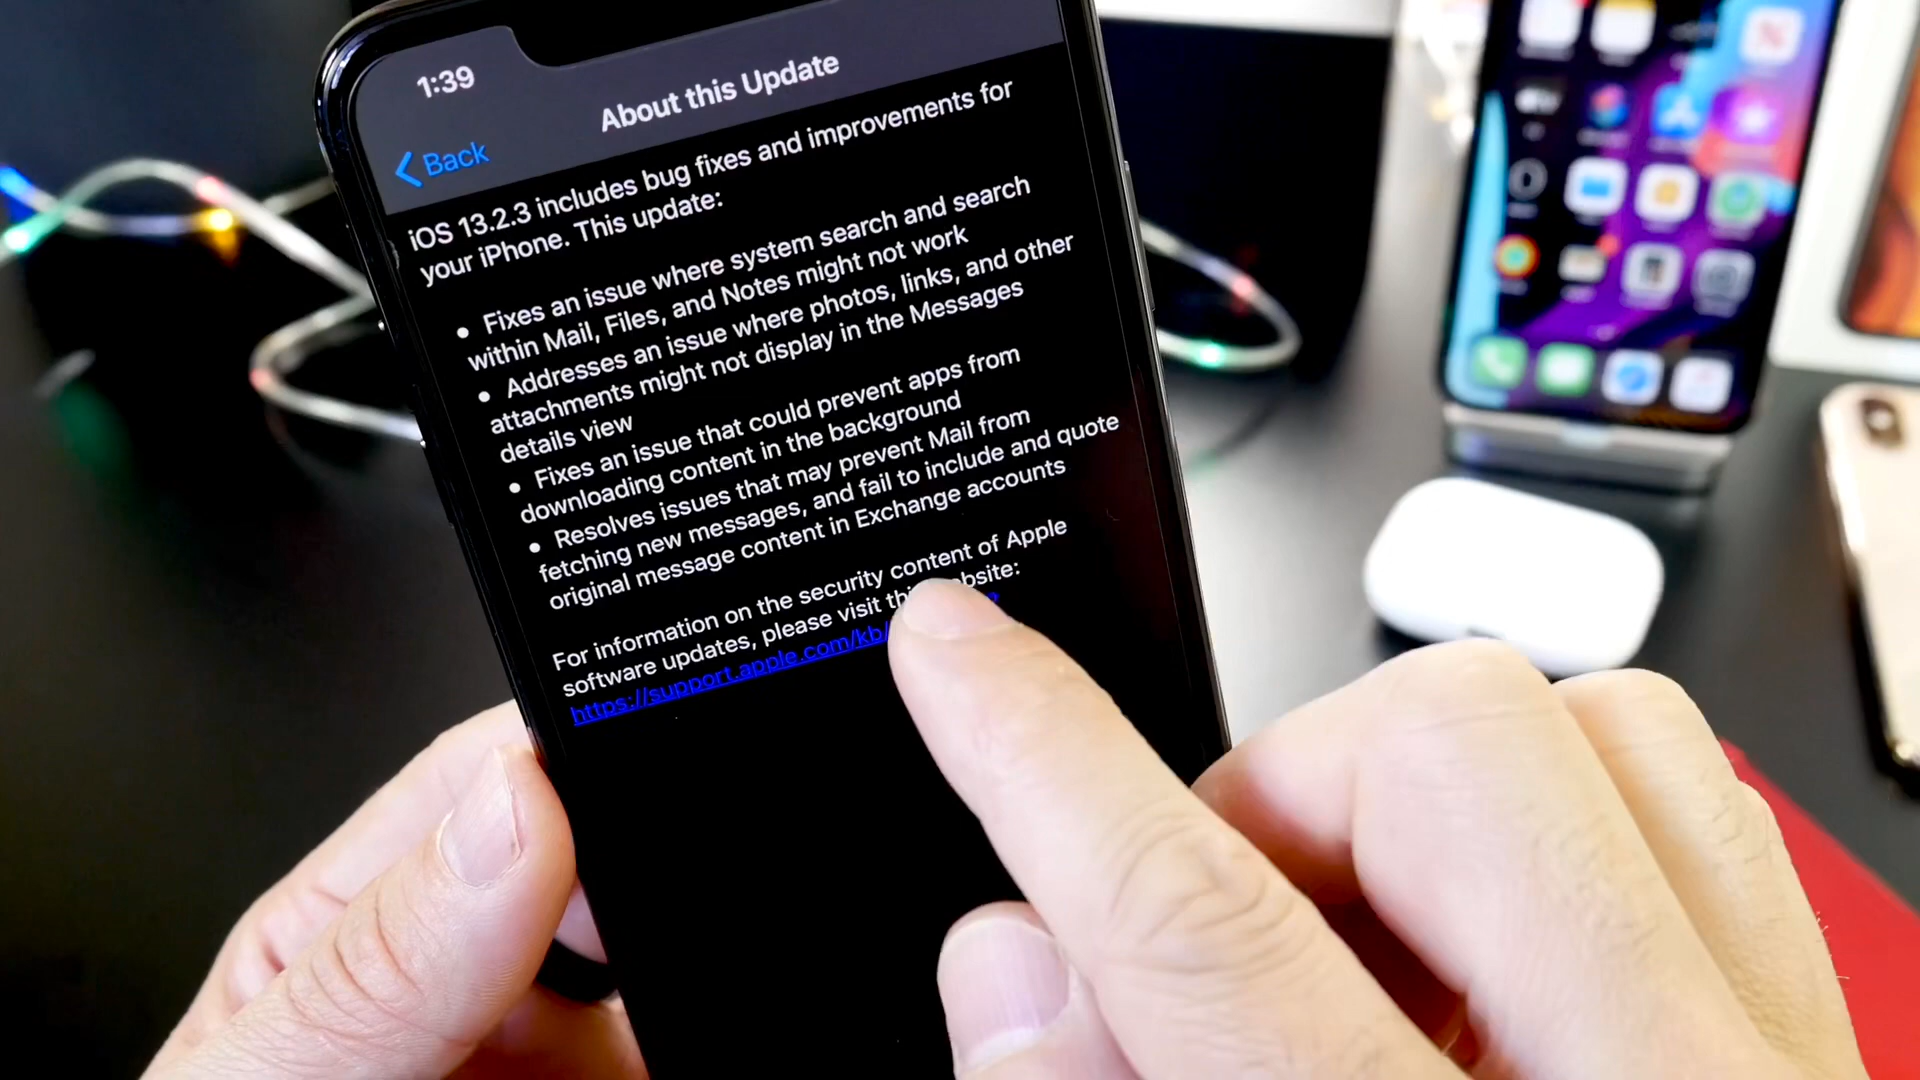 1:39
About this Update
Back
iOS 13.2.3 includes bug fixes and improvements for
your iPhone. This update:
• Fixes an issue where system search and search
within Mail, Files, and Notes might not work
• Addresses an issue where photos, links, and other
attachments might not display in the Messages
details view
• Fixes an issue that could prevent apps from
downloading content in the background
• Resolves issues that may prevent Mail from
fetching new messages, and fail to include and quote
original message content in Exchange accounts
For information on the security content of Apple
software updates, please visit
https://support.apple.com/kb/